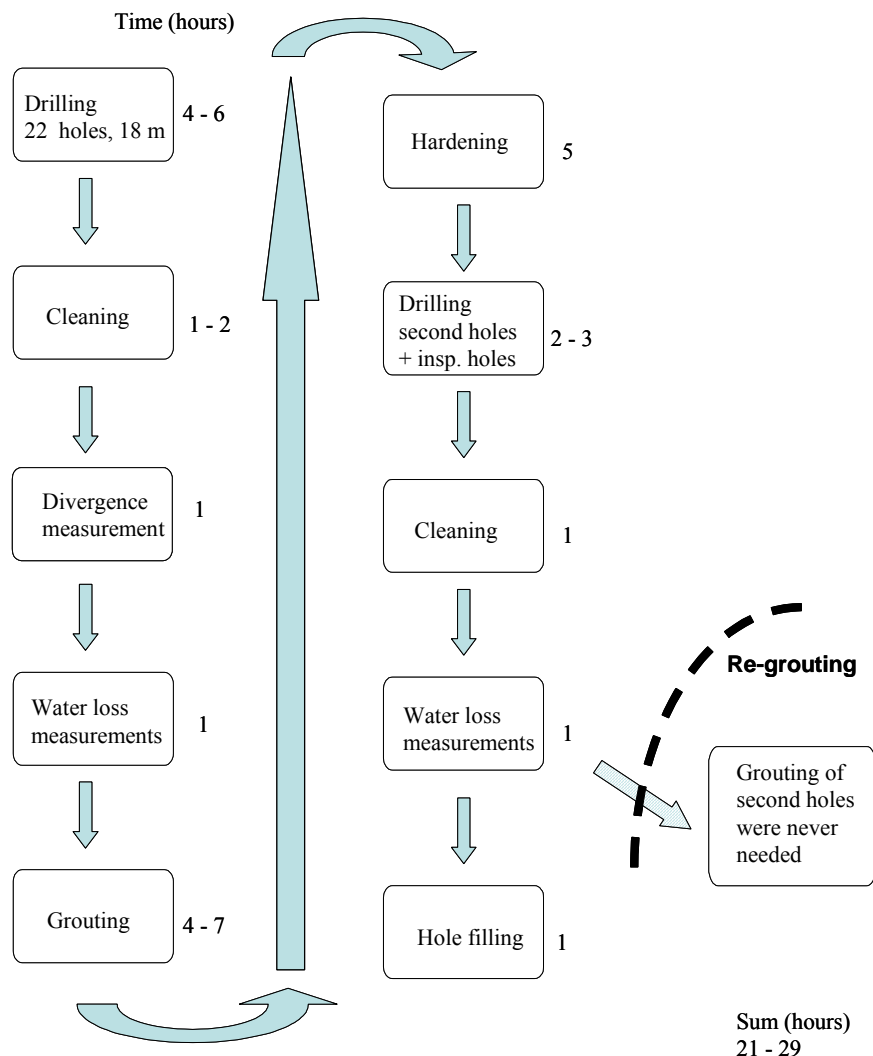 Time (hours)
Drilling
22 holes, 18 m
4 - 6
Cleaning
1 - 2
Divergence
measurement
1
Water loss
measurements
1
Grouting
4 - 7
Hardening
5
Drilling
second holes
+ insp. holes
2 - 3
Cleaning
1
Water loss
measurements
1
Re-grouting
Grouting of
second holes
were never
needed
Hole filling
1
Sum (hours)
21 - 29